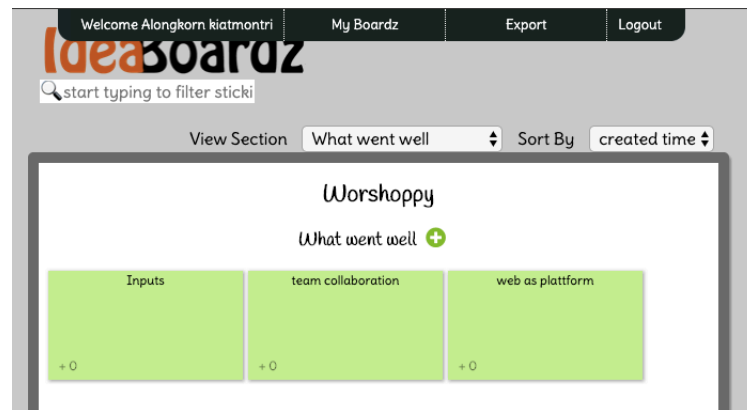 Welcome Alongkorn kiatmontri My Boardz Export Logout
IdeaBoardz
start typing to filter sticki
View Section What went well Sort By created time
Worshoppy
What went well
Inputs team collaboration web as plattform
+ 0 + 0 + 0